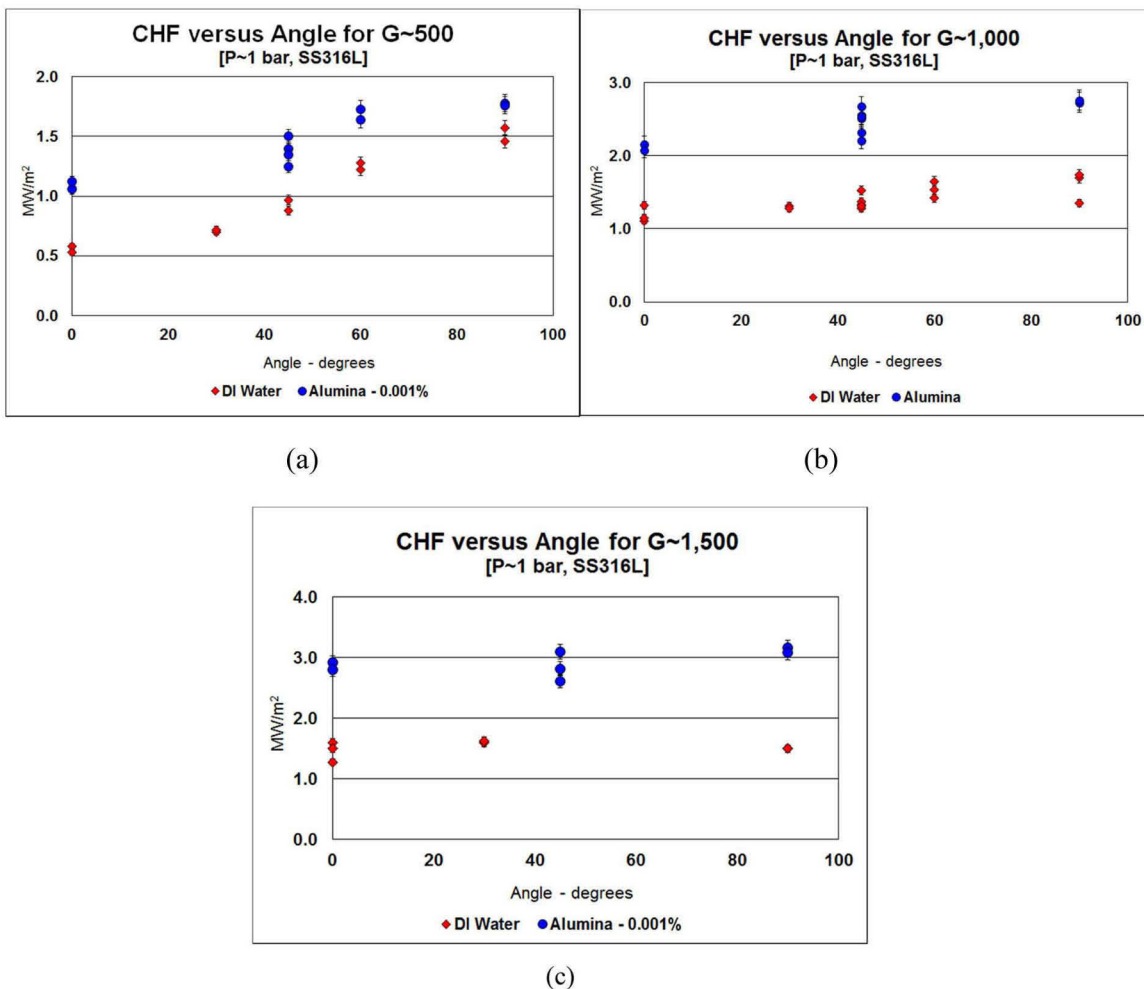 CHF versus Angle for G~500
[P~1 bar, SS316L]
2.0
1.5
1.0
0.5
0.0
MW/m²
0 20 40 60 80 100
Angle - degrees
DI Water Alumina - 0.001%
(a)
CHF versus Angle for G~1,000
[P~1 bar, SS316L]
3.0
2.0
1.0
0.0
MW/m²
0 20 40 60 80 100
Angle - degrees
DI Water Alumina
(b)
CHF versus Angle for G~1,500
[P~1 bar, SS316L]
4.0
3.0
2.0
1.0
0.0
MW/m²
0 20 40 60 80 100
Angle - degrees
DI Water Alumina - 0.001%
(c)